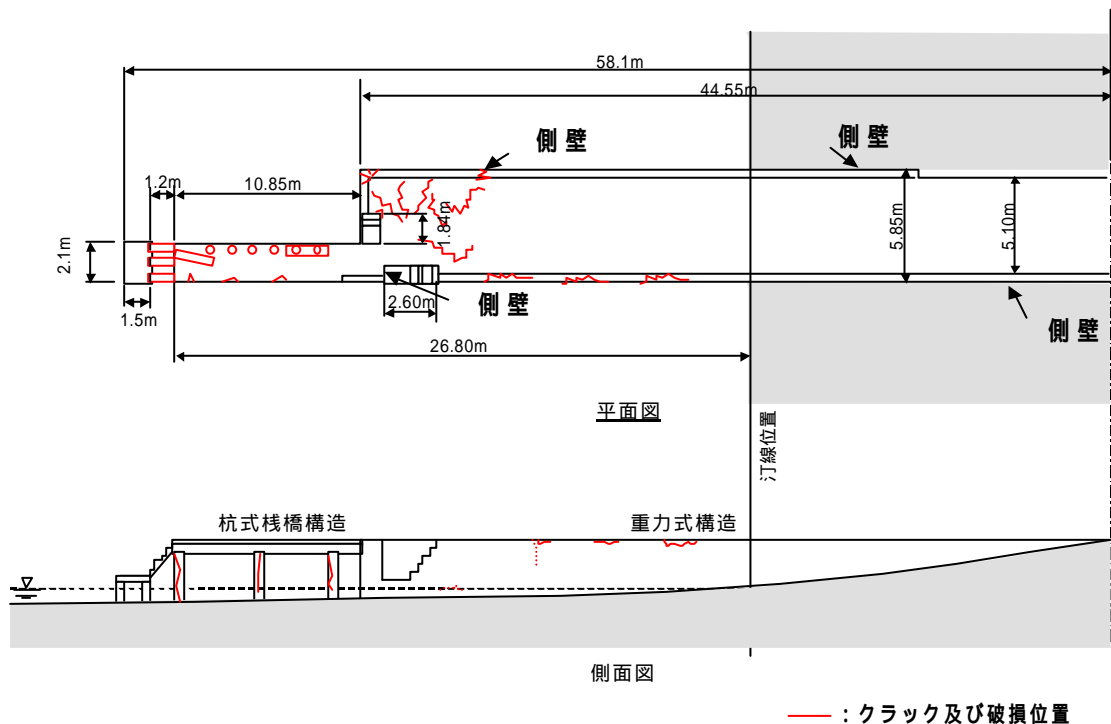 58.1m
44.55m
側壁
側壁
1.2m
10.85m
1.84m
5.85m
5.10m
2.1m
1.5m
2.60m
側壁
側壁
26.80m
平面図
汀線位置
杭式桟橋構造
重力式構造
側面図
：クラック及び破損位置